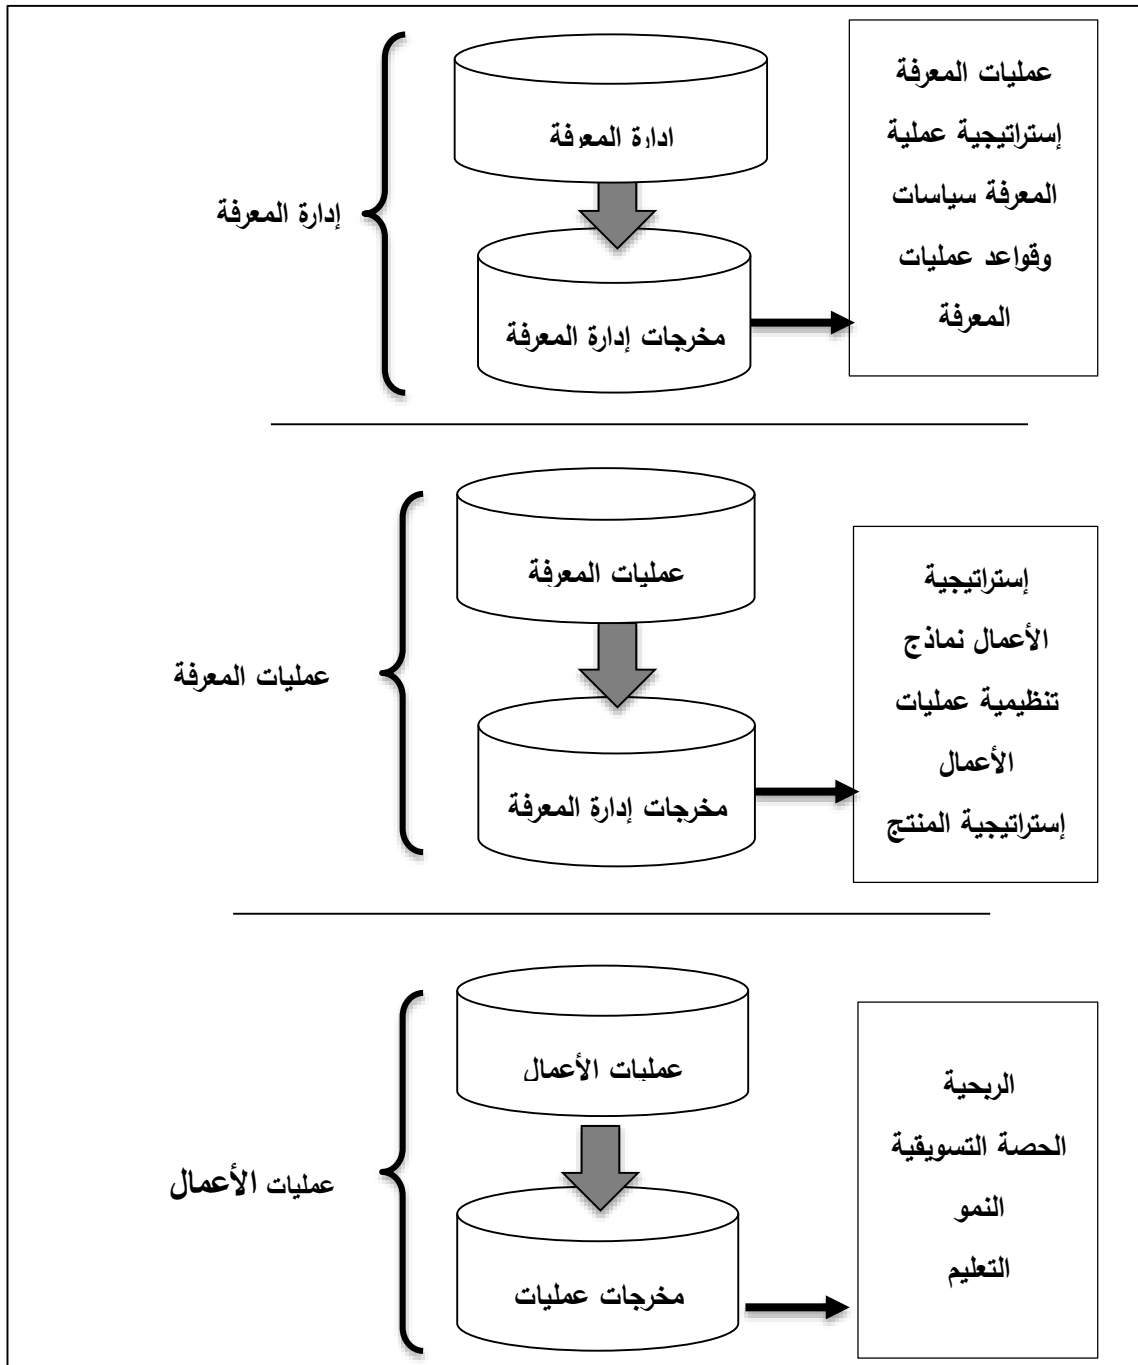 عمليات المعرفة
إستراتيجية عملية
المعرفة سياسات
وقواعد عمليات
المعرفة
ادارة المعرفة
مخرجات إدارة المعرفة
إدارة المعرفة
إستراتيجية
الأعمال نماذج
تنظيمية عمليات
الأعمال
إستراتيجية المنتج
عمليات المعرفة
مخرجات إدارة المعرفة
عمليات المعرفة
الربحية
الحصة التسويقية
النمو
التعليم
عمليات الأعمال
مخرجات عمليات
عمليات الأعمال